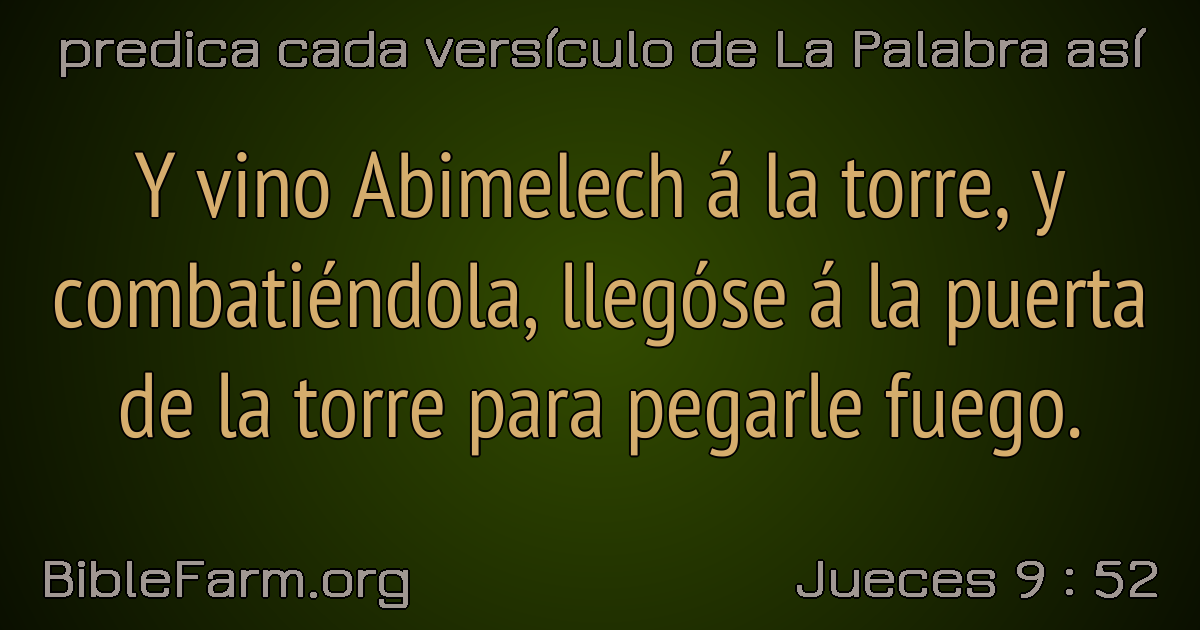 predica cada versículo de La Palabra así
Y vino Abimelech á la torre, y
combatiéndola, llegóse á la puerta
de la torre para pegarle fuego.
BibleFarm.org
Jueces 9 : 52